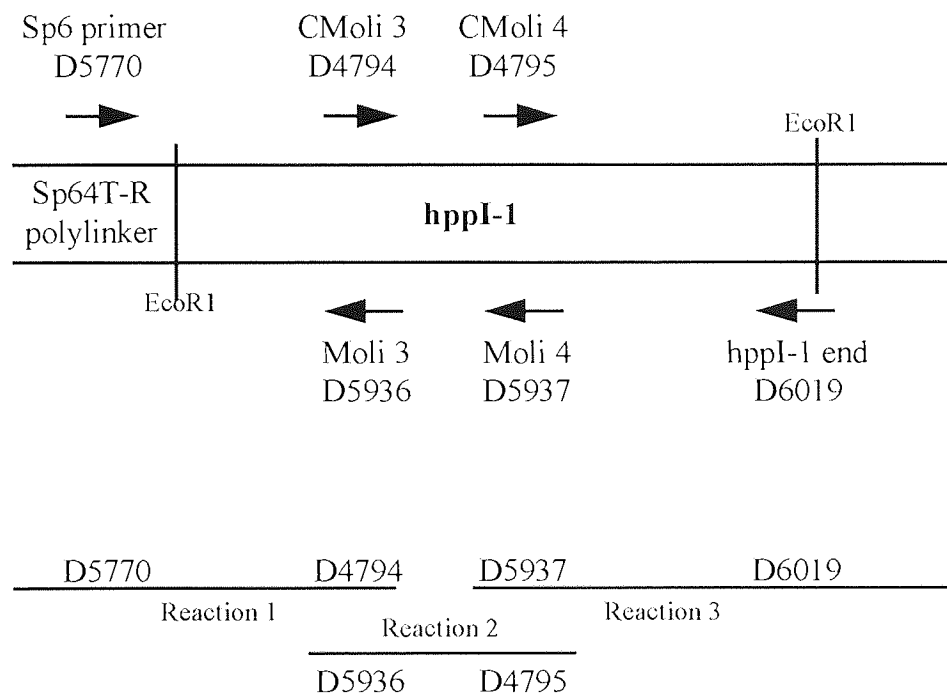 Sp6 primer
D5770
CMoli 3
D4794
CMoli 4
D4795
EcoR1
Sp64T-R
polylinker
hppI-1
EcoR1
Moli 3
D5936
Moli 4
D5937
hppI-1 end
D6019
D5770
D4794
D5937
D6019
Reaction 1
Reaction 2
Reaction 3
D5936
D4795